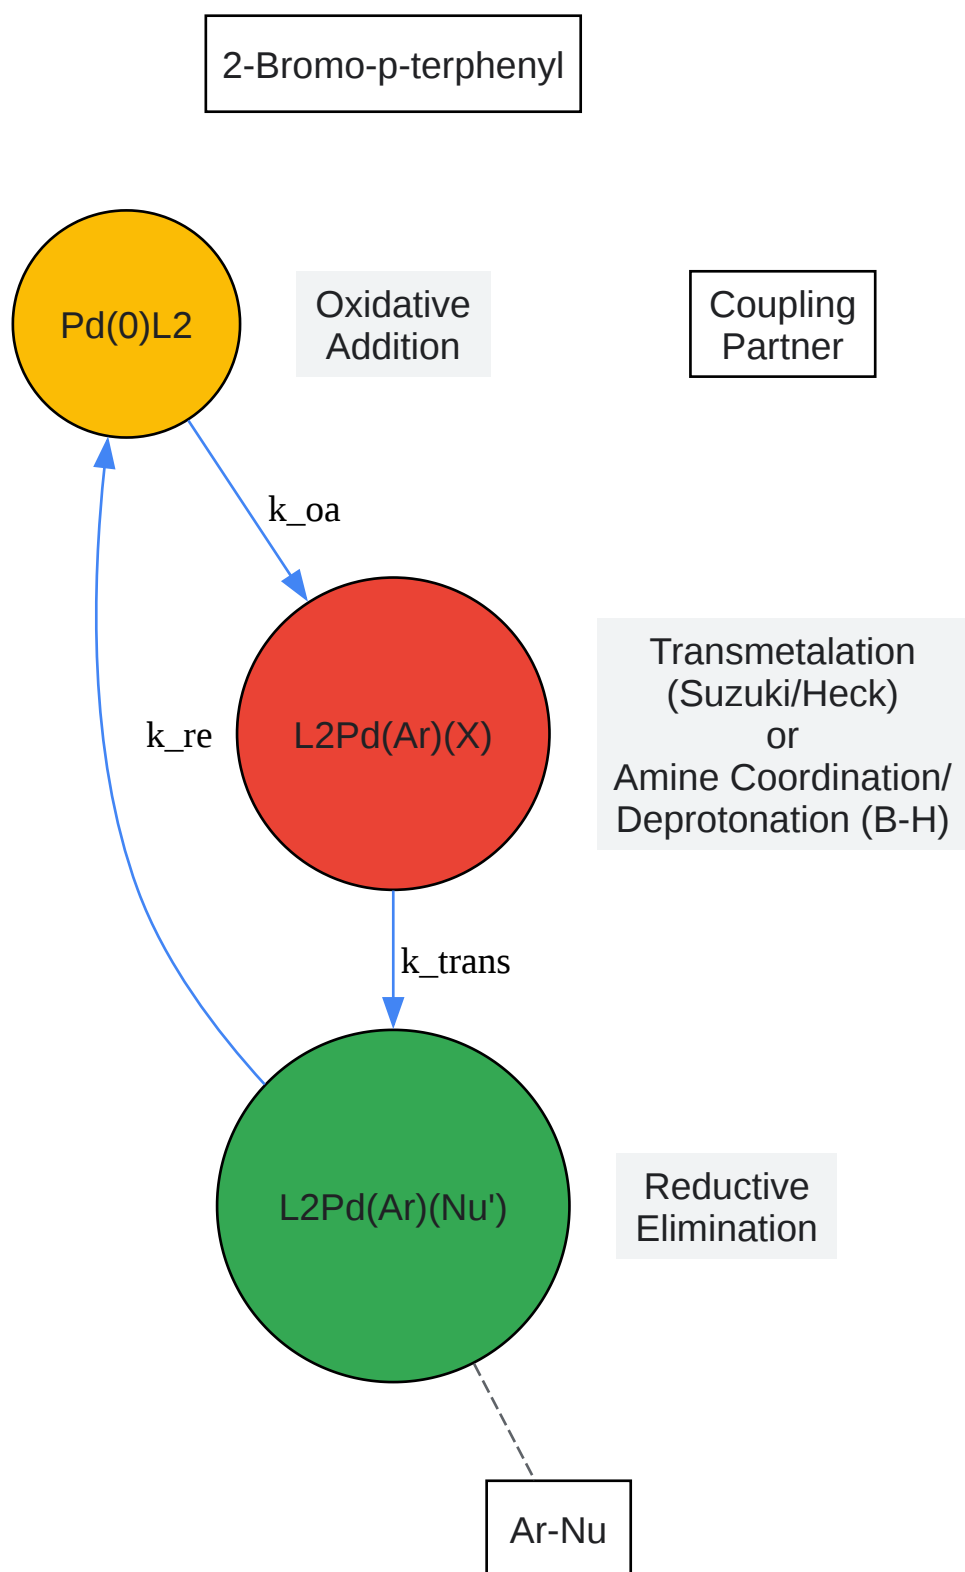 2-Bromo-p-terphenyl
Pd(0)L2
Oxidative
Addition
Coupling
Partner
k_oa
Transmetalation
(Suzuki/Heck)
or
Amine Coordination/
Deprotonation (B-H)
k_re
L2Pd(Ar)(X)
k_trans
L2Pd(Ar)(Nu')
Reductive
Elimination
Ar-Nu